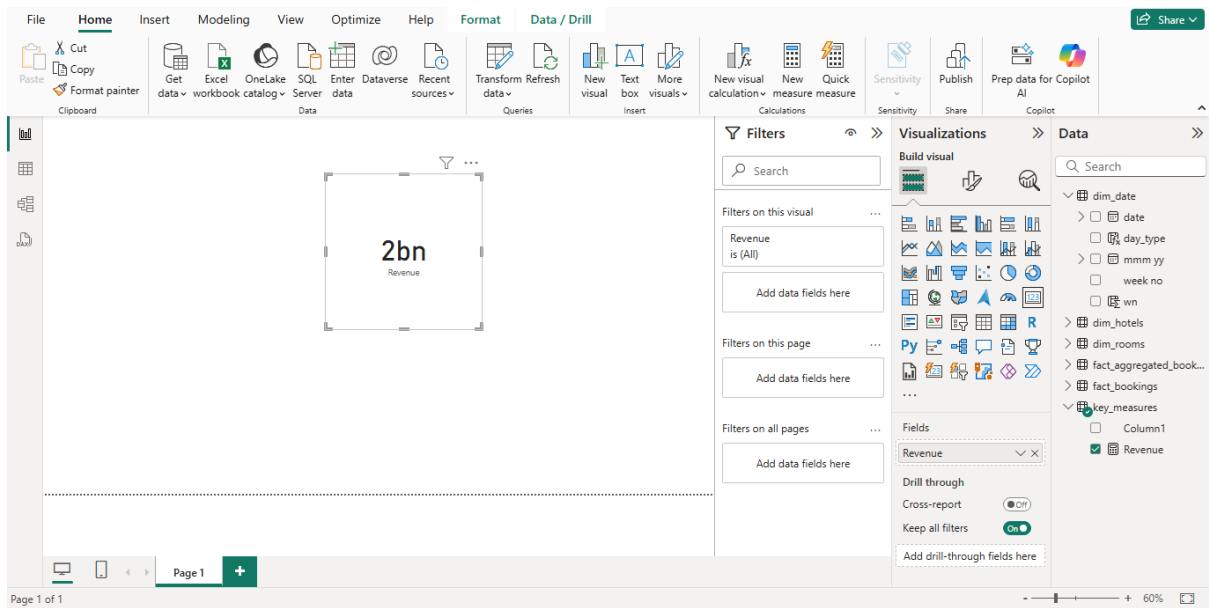 File Home Insert Modeling View Optimize Help Format Data / Drill Share
Paste
Cut
Copy
Format painter
Clipboard
Get data
Excel workbook
OneLake catalog
SQL Server
Enter data
Dataverse
Recent sources
Data
Transform data
Refresh
Queries
New visual
Text box
More visuals
Insert
New visual calculation
New measure
Quick measure
Calculations
Sensitivity
Sensitivity
Publish
Share
Prep data for AI
Copilot
Copilot
2bn
Revenue
Filters
Search
Filters on this visual
Revenue
is (All)
Add data fields here
Filters on this page
Add data fields here
Filters on all pages
Add data fields here
Visualizations
Build visual
123
R
Py
Fields
Revenue
Drill through
Cross-report Off
Keep all filters On
Add drill-through fields here
Data
Search
dim_date
date
day_type
mmm yy
week no
wn
dim_hotels
dim_rooms
fact_aggregated_book...
fact_bookings
key_measures
Column1
Revenue
Page 1
Page 1 of 1
- + 60%